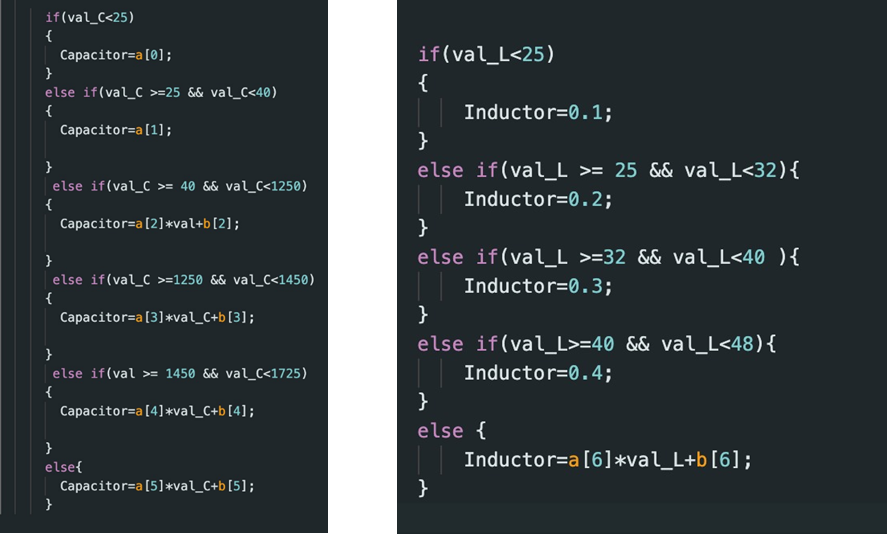 if(val_C<25)
{
Capacitor=a[0];
}
else if(val_C >=25 && val_C<40)
{
Capacitor=a[1];
}
else if(val_C >= 40 && val_C<1250)
{
Capacitor=a[2]*val+b[2];
}
else if(val_C >=1250 && val_C<1450)
{
Capacitor=a[3]*val_C+b[3];
}
else if(val >= 1450 && val_C<1725)
{
Capacitor=a[4]*val_C+b[4];
}
else{
Capacitor=a[5]*val_C+b[5];
}
if(val_L<25)
{
Inductor=0.1;
}
else if(val_L >= 25 && val_L<32){
Inductor=0.2;
}
else if(val_L >=32 && val_L<40 ){
Inductor=0.3;
}
else if(val_L>=40 && val_L<48){
Inductor=0.4;
}
else {
Inductor=a[6]*val_L+b[6];
}